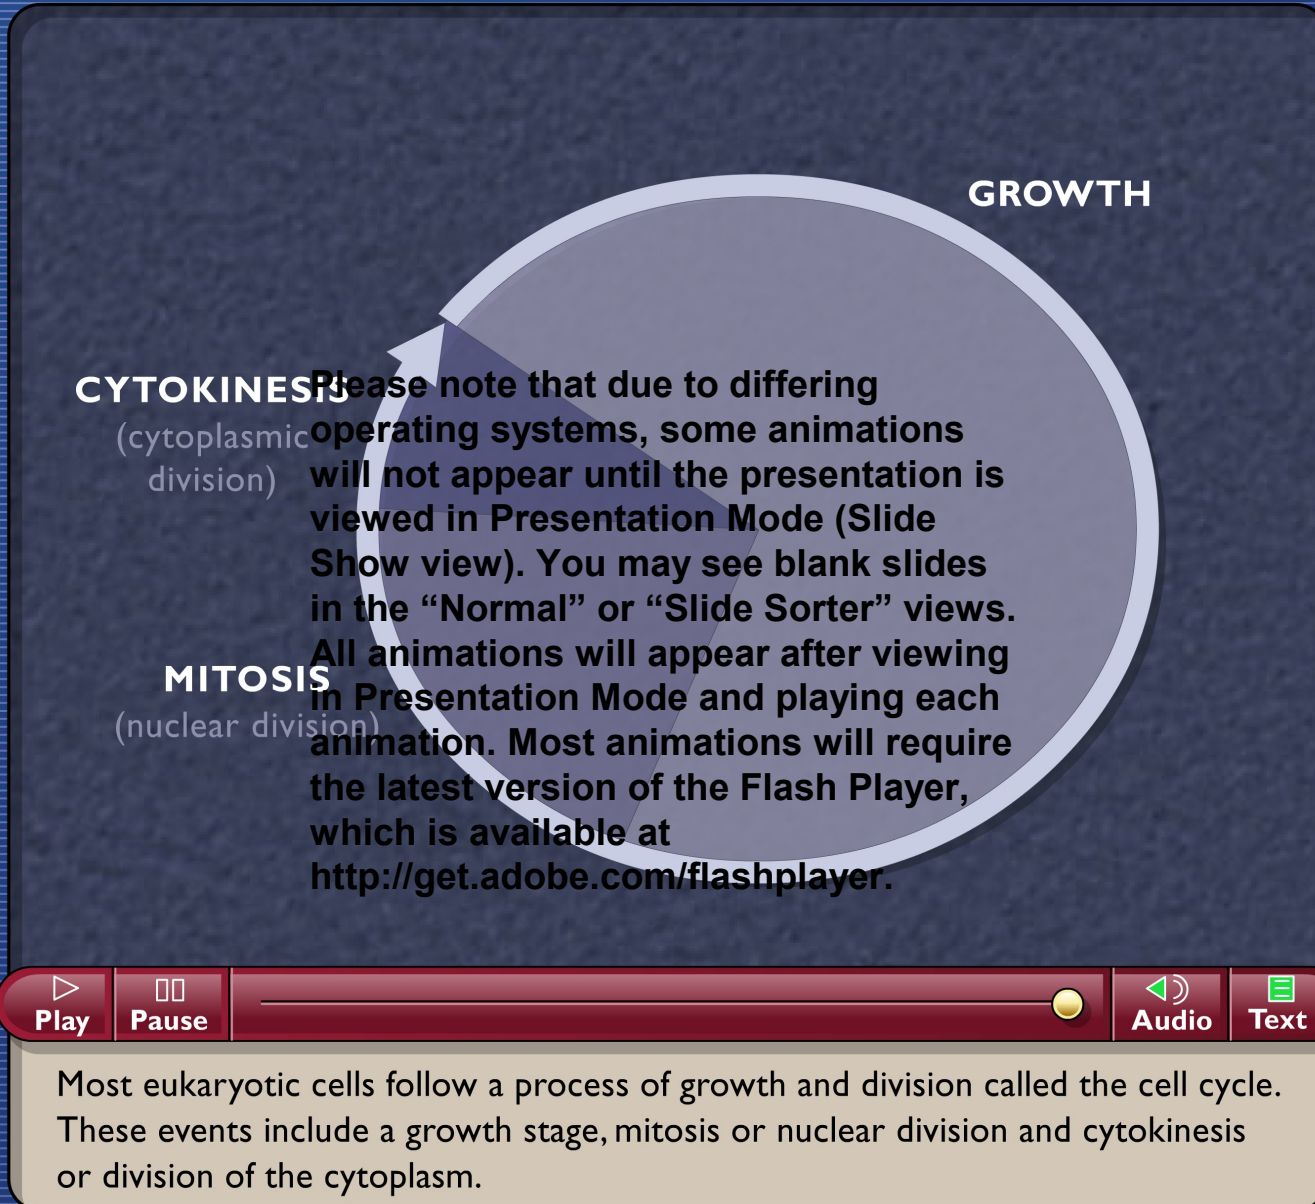 GROWTH
CYTOKINESIS
(cytoplasmic
division)
MITOSIS
(nuclear division)
Please note that due to differing
operating systems, some animations
will not appear until the presentation is
viewed in Presentation Mode (Slide
Show view). You may see blank slides
in the “Normal” or “Slide Sorter” views.
All animations will appear after viewing
in Presentation Mode and playing each
animation. Most animations will require
the latest version of the Flash Player,
which is available at
http://get.adobe.com/flashplayer.
Play
Pause
Audio
Text
Most eukaryotic cells follow a process of growth and division called the cell cycle.
These events include a growth stage, mitosis or nuclear division and cytokinesis
or division of the cytoplasm.